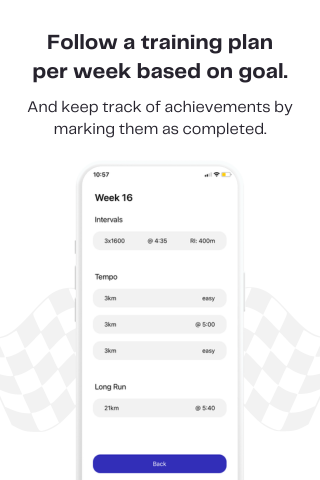 Follow a training plan
per week based on goal.
And keep track of achievements by
marking them as completed.
10:57
Week 16
Intervals
3x1600 @ 4:35 RI: 400m
Tempo
3km easy
3km @ 5:00
3km easy
Long Run
21km @ 5:40
Back